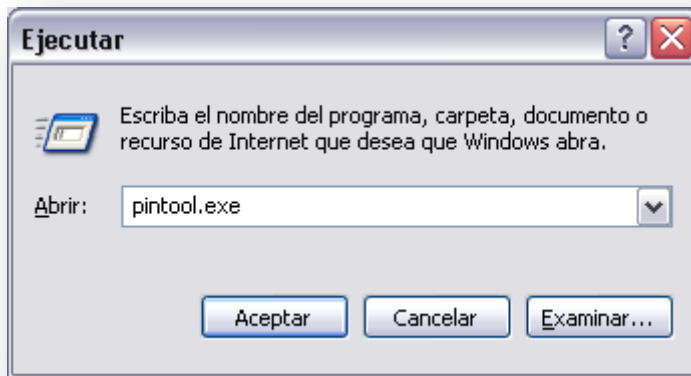 Ejecutar
Escriba el nombre del programa, carpeta, documento o
recurso de Internet que desea que Windows abra.
Abrir: pintool.exe
Aceptar Cancelar Examinar...